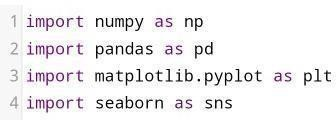 1 import numpy as np
2 import pandas as pd
3 import matplotlib.pyplot as plt
4 import seaborn as sns